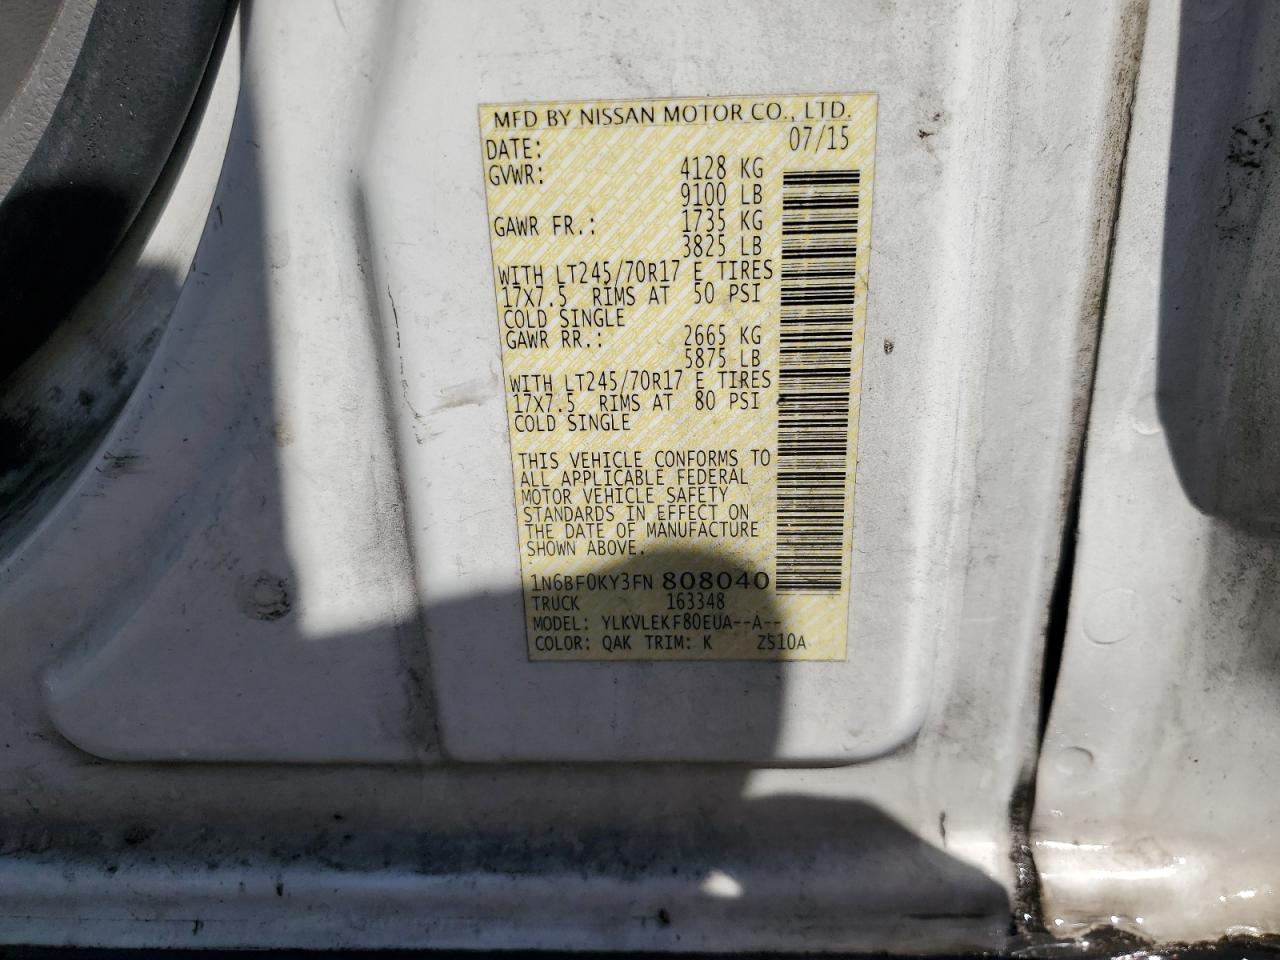 MFD BY NISSAN MOTOR CO., LTD.
DATE: 07/15
GVWR: 4128 KG
9100 LB
GAWR FR.: 1735 KG
3825 LB
WITH LT245/70R17 E TIRES
17X7.5 RIMS AT 50 PSI
COLD SINGLE
GAWR RR.: 2665 KG
5875 LB
WITH LT245/70R17 E TIRES
17X7.5 RIMS AT 80 PSI
COLD SINGLE
THIS VEHICLE CONFORMS TO
ALL APPLICABLE FEDERAL
MOTOR VEHICLE SAFETY
STANDARDS IN EFFECT ON
THE DATE OF MANUFACTURE
SHOWN ABOVE.
1N6BF0KY3FN 808040
TRUCK 163348
MODEL: YLKVLEKF80EUA--A--
COLOR: QAK TRIM: K ZS10A